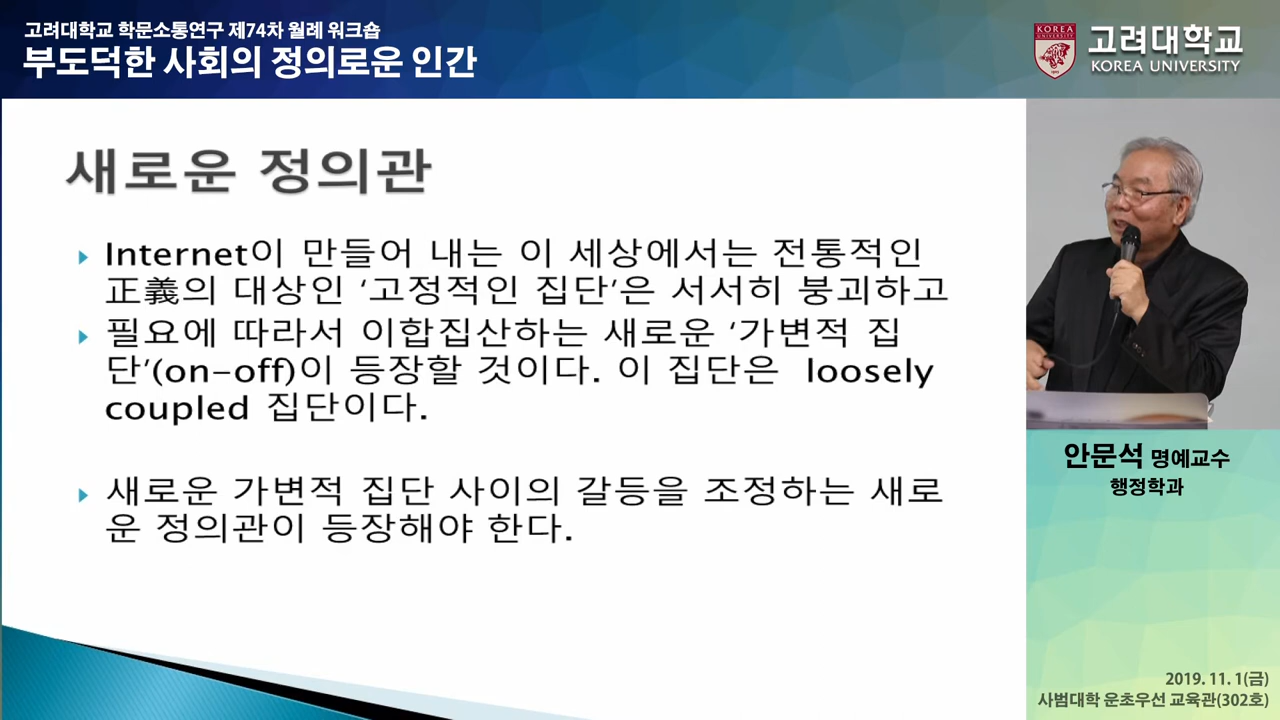 고려대학교 학문소통연구 제74차 월례 워크숍
부도덕한 사회의 정의로운 인간
KOREA
UNIVERSITY
1905
고려대학교
KOREA UNIVERSITY
새로운 정의관
Internet이 만들어 내는 이 세상에서는 전통적인
正義의 대상인 ‘고정적인 집단’은 서서히 붕괴하고
필요에 따라서 이합집산하는 새로운 ‘가변적 집
단’(on-off)이 등장할 것이다. 이 집단은 loosely
coupled 집단이다.
새로운 가변적 집단 사이의 갈등을 조정하는 새로
운 정의관이 등장해야 한다.
안문석 명예교수
행정학과
2019. 11. 1(금)
사범대학 운초우선 교육관(302호)